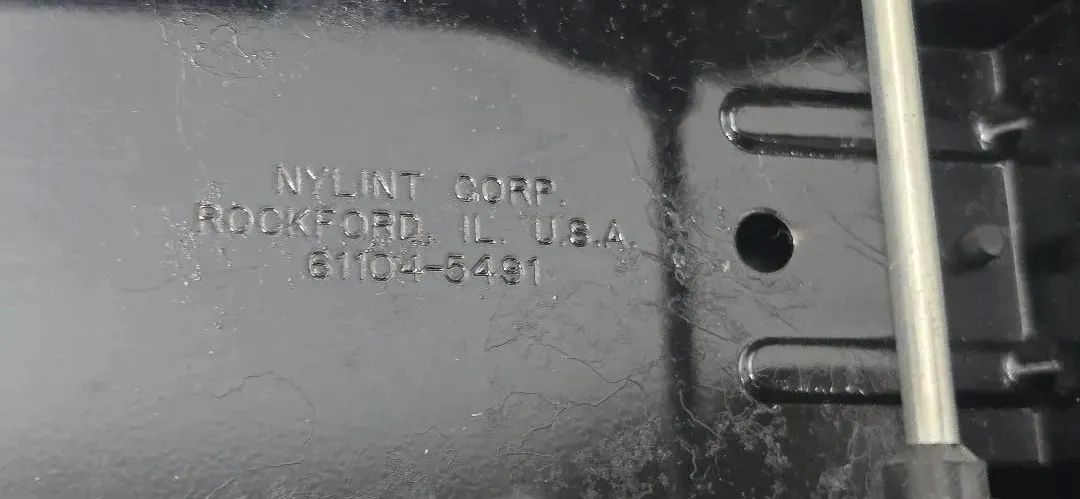 NYLINT CORP.
ROCKFORD, IL. U.S.A.
61104-5491